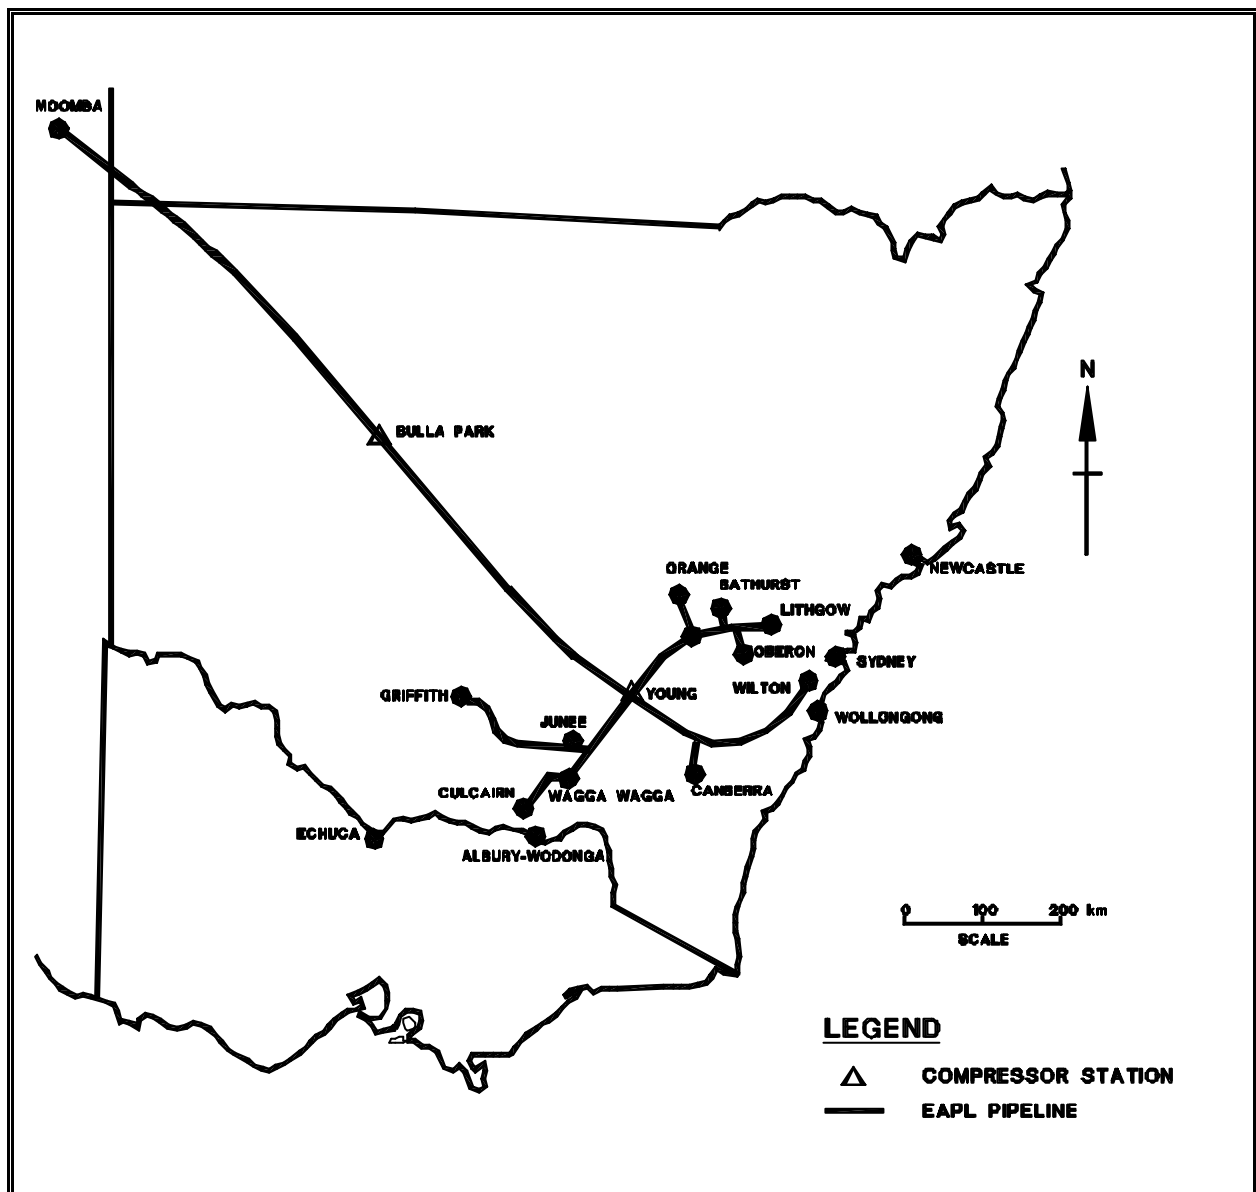 MOOMBA
N
BULLA PARK
NEWCASTLE
ORANGE
BATHURST
LITHGOW
OBERON
SYDNEY
WILTON
YOUNG
GRIFFITH
JUNEE
WOLLONGONG
CULCAIRN
WAGGA WAGGA
CANBERRA
ECHUCA
ALBURY-WODONGA
0 100 200 km
SCALE
LEGEND
COMPRESSOR STATION
EAPL PIPELINE